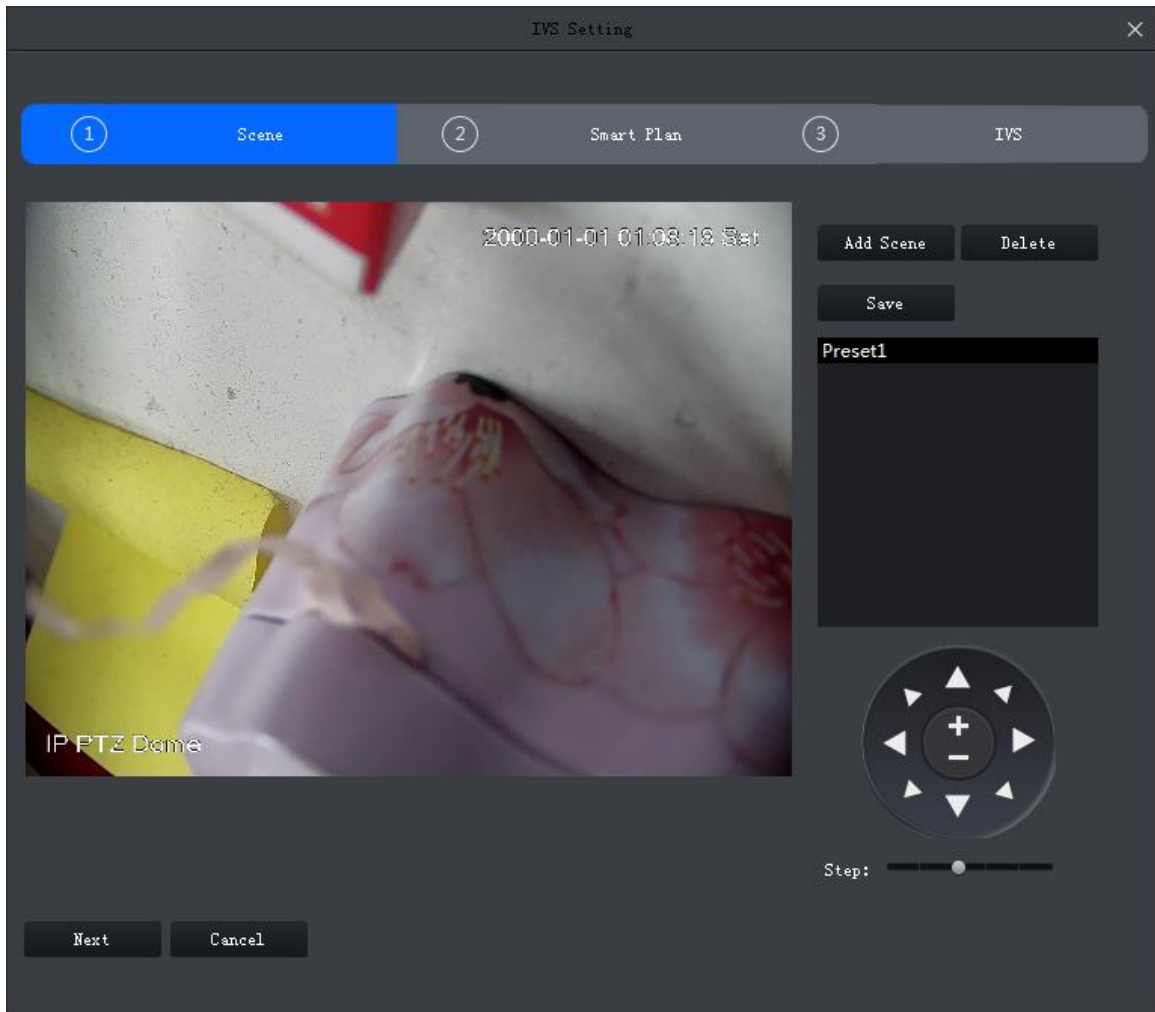 IVS Setting
1 Scene 2 Smart Plan 3 IVS
2000-01-01 01:08:18 Sat
Add Scene Delete
Save
Preset1
IP PTZ Dome
Step:
Next Cancel